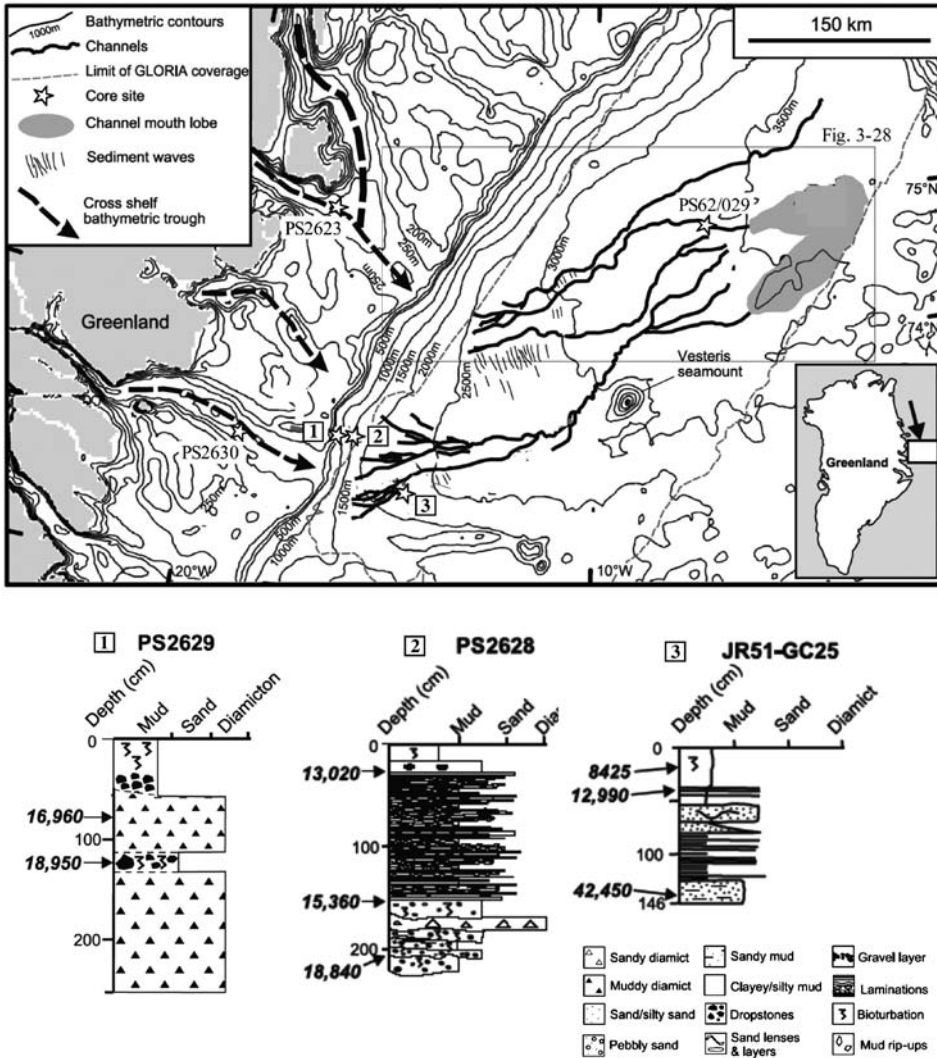 1000m
Bathymetric contours
Channels
Limit of GLORIA coverage
Core site
Channel mouth lobe
Sediment waves
Cross shelf
bathymetric trough
150 km
3500m
Fig. 3-28
75°N
PS62/029
PS2623
200m
250m
250m
3000m
Greenland
500m
1000m
1500m
2000m
74°N
2500m
Vesteris
seamount
1
2
PS2630
3
250m
1500m
500m
1000m
20°W
10°W
Greenland
1 PS2629
Depth (cm)
Mud
Sand
Diamicton
0
16,960
100
18,950
200
2 PS2628
Depth (cm)
Mud
Sand
Dia
0
13,020
100
15,360
200
18,840
3 JR51-GC25
Depth (cm)
Mud
Sand
Diamict
0
8425
12,990
100
42,450
146
Sandy diamict
Sandy mud
Gravel layer
Muddy diamict
Clayey/silty mud
Laminations
Sand/silty sand
Dropstones
Bioturbation
Pebbly sand
Sand lenses
& layers
Mud rip-ups